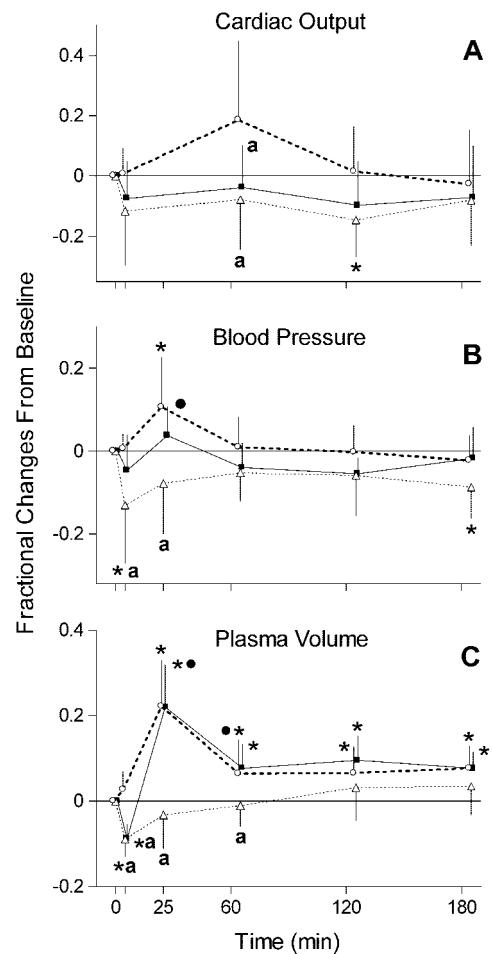 Cardiac Output
A
0.4
0.2
0
-0.2
a
a
*
Fractional Changes From Baseline
Blood Pressure
B
0.2
0
-0.2
*
* a
a
*
Plasma Volume
C
0.4
0.2
0
-0.2
*
*
*
*
*
*
*
*
*a
*a
a
a
0 25 60 120 180
Time (min)